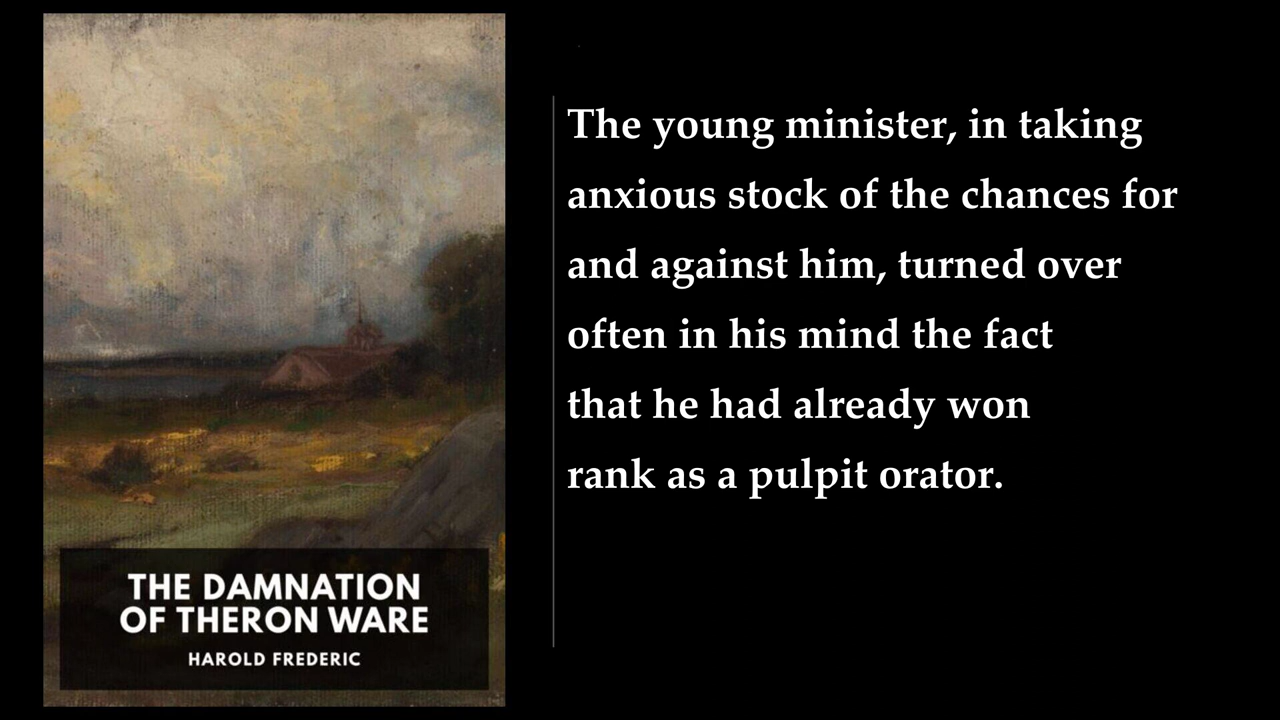 THE DAMNATION
OF THERON WARE
HAROLD FREDERIC
The young minister, in taking
anxious stock of the chances for
and against him, turned over
often in his mind the fact
that he had already won
rank as a pulpit orator.